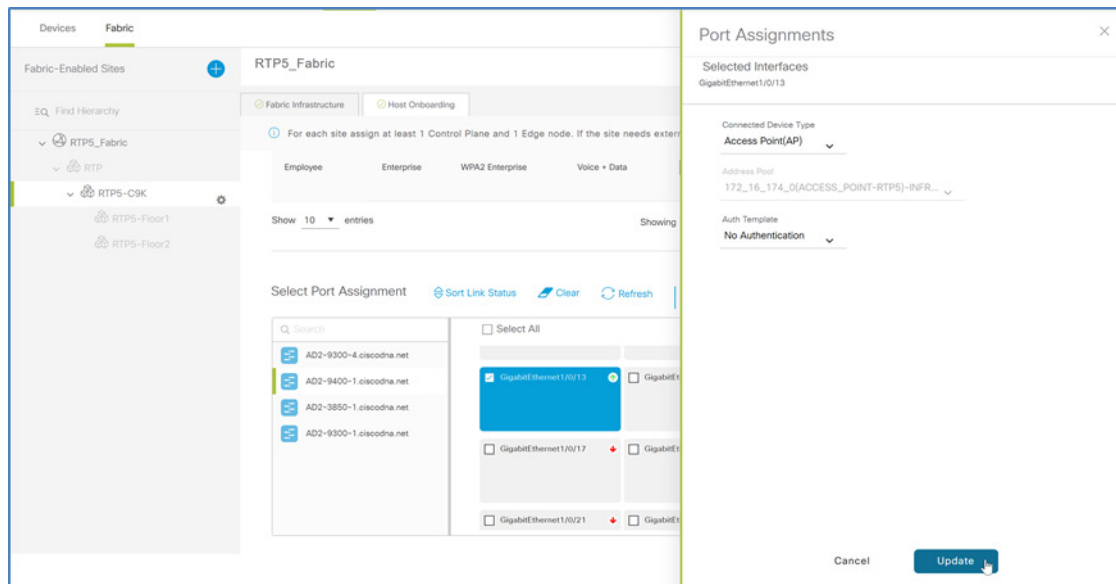 Devices Fabric
Fabric-Enabled Sites
Find Hierarchy
RTP5_Fabric
RTP
RTP5-C9K
RTP5-Floor1
RTP5-Floor2
RTP5_Fabric
Fabric Infrastructure Host Onboarding
For each site assign at least 1 Control Plane and 1 Edge node. If the site needs extern
Employee Enterprise WPA2 Enterprise Voice + Data
Show 10 entries Showing
Select Port Assignment Sort Link Status Clear Refresh
Search
AD2-9300-4.ciscodna.net
AD2-9400-1.ciscodna.net
AD2-3850-1.ciscodna.net
AD2-9300-1.ciscodna.net
Select All
GigabitEthernet1/0/13 GigabitEt
GigabitEthernet1/0/17 GigabitEt
GigabitEthernet1/0/21 GigabitEt
Port Assignments
Selected Interfaces
GigabitEthernet1/0/13
Connected Device Type
Access Point(AP)
Address Pool
172_16_174_0(ACCESS_POINT-RTP5)-INFR...
Auth Template
No Authentication
Cancel Update